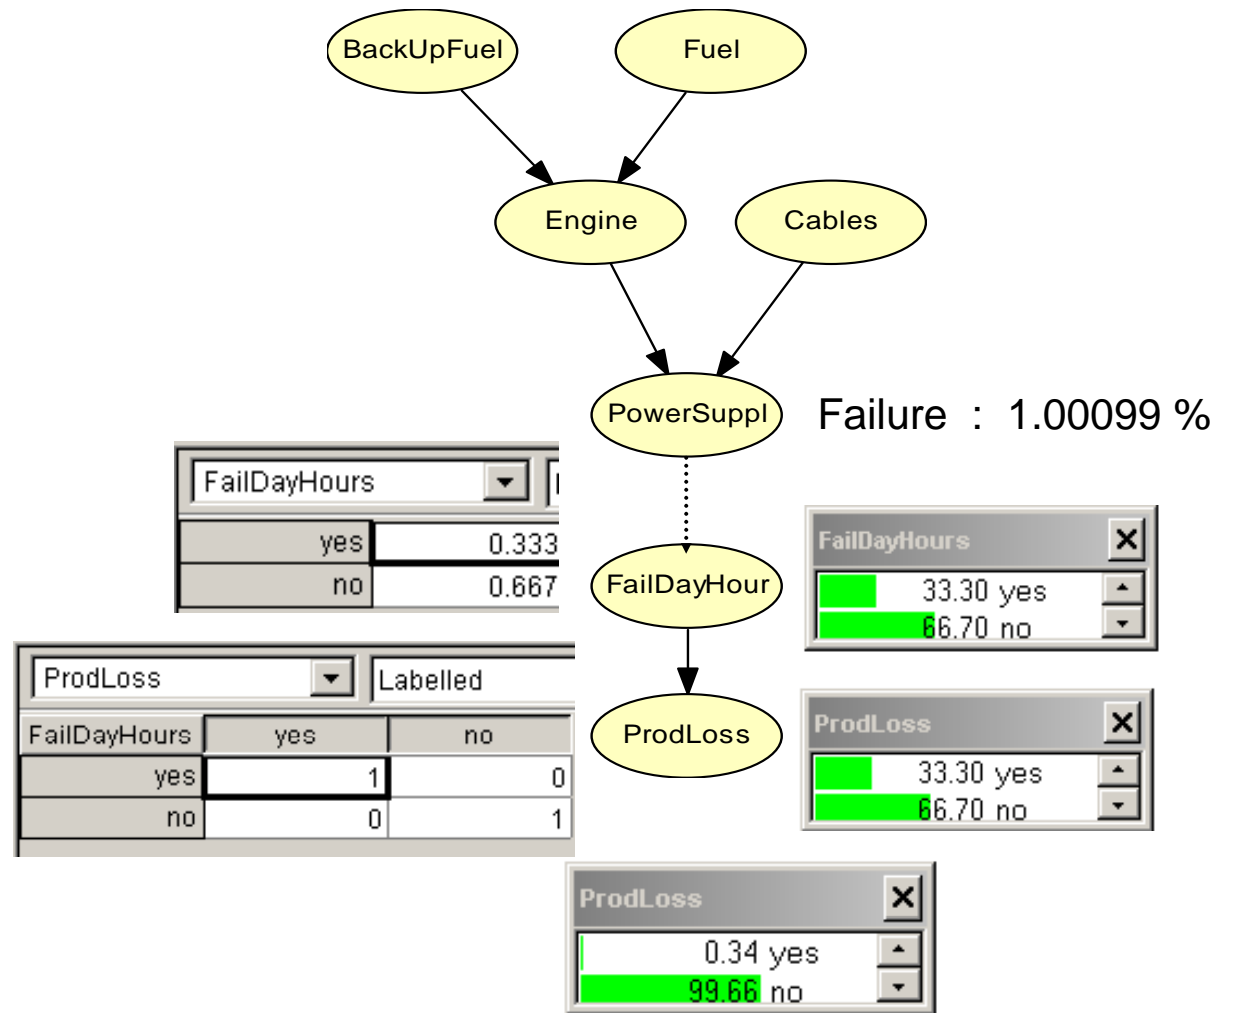 BackUpFuel
Fuel
Engine
Cables
PowerSuppl
Failure : 1.00099 %
FailDayHours
yes 0.333
no 0.667
FailDayHour
FailDayHours
33.30 yes
66.70 no
ProdLoss Labelled
FailDayHours yes no
yes 1 0
no 0 1
ProdLoss
ProdLoss
33.30 yes
66.70 no
ProdLoss
0.34 yes
99.66 no